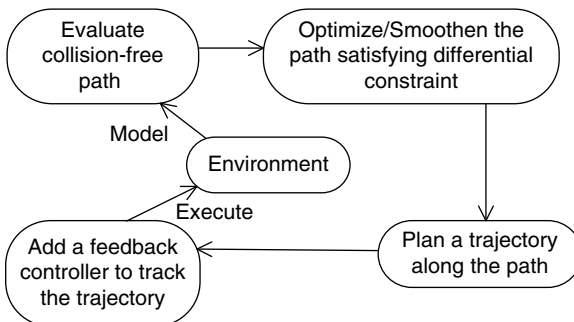 Evaluate
collision-free
path
Optimize/Smoothen the
path satisfying differential
constraint
Model
Environment
Execute
Add a feedback
controller to track
the trajectory
Plan a trajectory
along the path